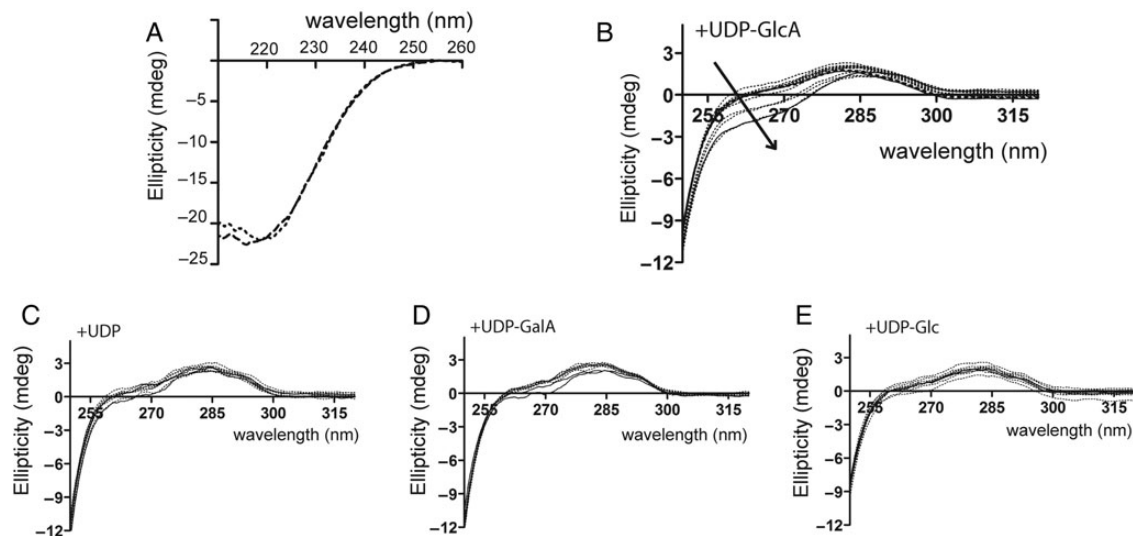 A
wavelength (nm)
220 230 240 250 260
Ellipticity (mdeg)
−5
−10
−15
−20
−25
B
+UDP-GlcA
Ellipticity (mdeg)
3
0
−3
−6
−9
−12
255 270 285 300 315
wavelength (nm)
C
+UDP
Ellipticity (mdeg)
3
0
−3
−6
−9
−12
255 270 285 300 315
wavelength (nm)
D
+UDP-GalA
Ellipticity (mdeg)
3
0
−3
−6
−9
−12
255 270 285 300 315
wavelength (nm)
E
+UDP-Glc
Ellipticity (mdeg)
3
0
−3
−6
−9
−12
255 270 285 300 315
wavelength (nm)